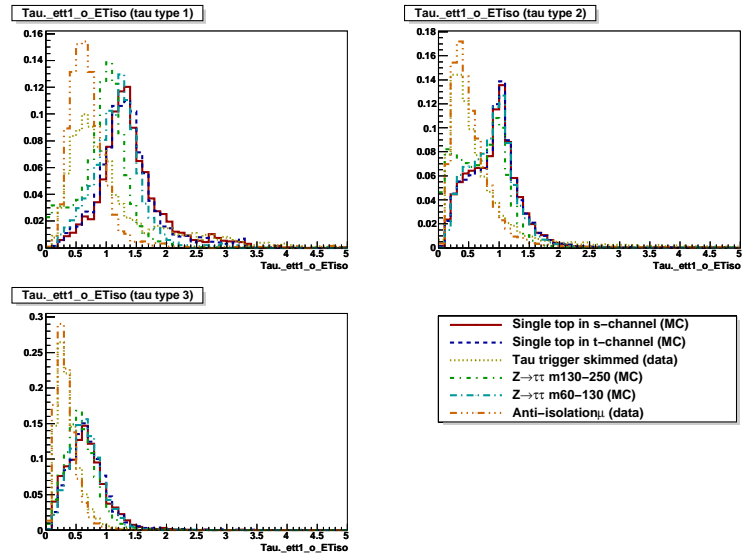 Tau._ett1_o_ETiso (tau type 1)
0.16
0.14
0.12
0.1
0.08
0.06
0.04
0.02
0
0 0.5 1 1.5 2 2.5 3 3.5 4 4.5 5
Tau._ett1_o_ETiso
Tau._ett1_o_ETiso (tau type 2)
0.18
0.16
0.14
0.12
0.1
0.08
0.06
0.04
0.02
0
0 0.5 1 1.5 2 2.5 3 3.5 4 4.5 5
Tau._ett1_o_ETiso
Tau._ett1_o_ETiso (tau type 3)
0.3
0.25
0.2
0.15
0.1
0.05
0
0 0.5 1 1.5 2 2.5 3 3.5 4 4.5 5
Tau._ett1_o_ETiso
Single top in s−channel (MC)
Single top in t−channel (MC)
Tau trigger skimmed (data)
Z→ττ m130−250 (MC)
Z→ττ m60−130 (MC)
Anti−isolationμ (data)